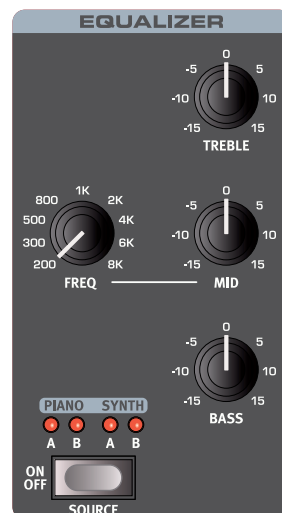 EQUALIZER
0
-5 5
-10 10
-15 15
TREBLE
1K
800 2K
500 4K
300 6K
200 8K
FREQ
0
-5 5
-10 10
-15 15
MID
0
-5 5
-10 10
-15 15
BASS
PIANO SYNTH
A B A B
ON
OFF
SOURCE